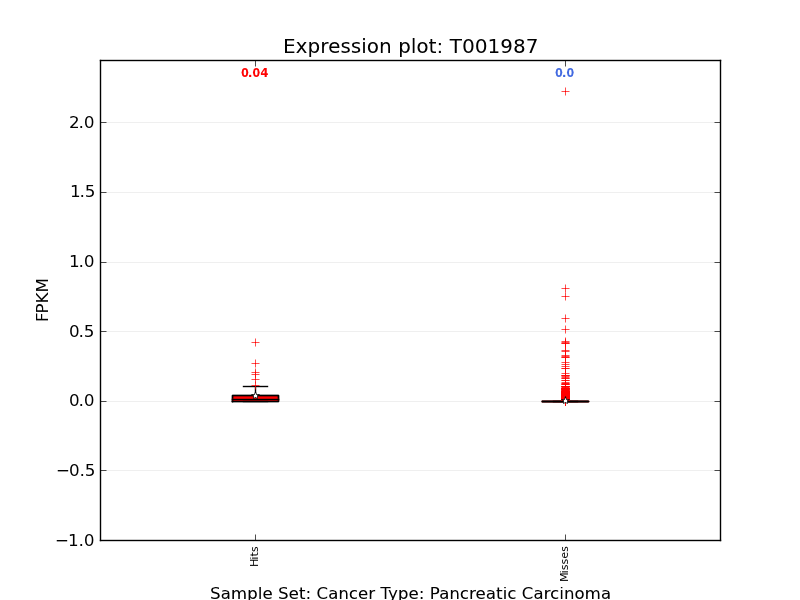 Expression plot: T001987
0.04
0.0
2.0
1.5
1.0
0.5
0.0
−0.5
−1.0
FPKM
Hits
Misses
Sample Set: Cancer Type: Pancreatic Carcinoma